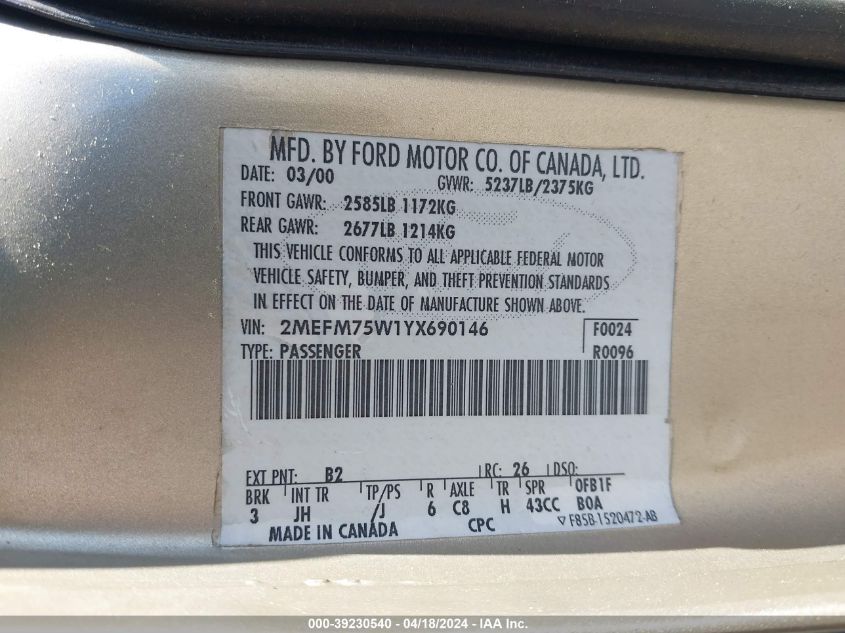 MFD. BY FORD MOTOR CO. OF CANADA, LTD.
DATE: 03/00 GVWR: 5237LB/2375KG
FRONT GAWR: 2585LB 1172KG
REAR GAWR: 2677LB 1214KG
THIS VEHICLE CONFORMS TO ALL APPLICABLE FEDERAL MOTOR
VEHICLE SAFETY, BUMPER, AND THEFT PREVENTION STANDARDS
IN EFFECT ON THE DATE OF MANUFACTURE SHOWN ABOVE.
VIN: 2MEFM75W1YX690146 F0024
TYPE: PASSENGER R0096
EXT PNT: B2 RC: 26 DSO:
BRK INT TR TP/PS R AXLE TR SPR 0FB1F
3 JH /J 6 C8 H 43CC B0A
MADE IN CANADA CPC ▽ F85B-1520472-AB
000-39230540 - 04/18/2024 - IAA Inc.